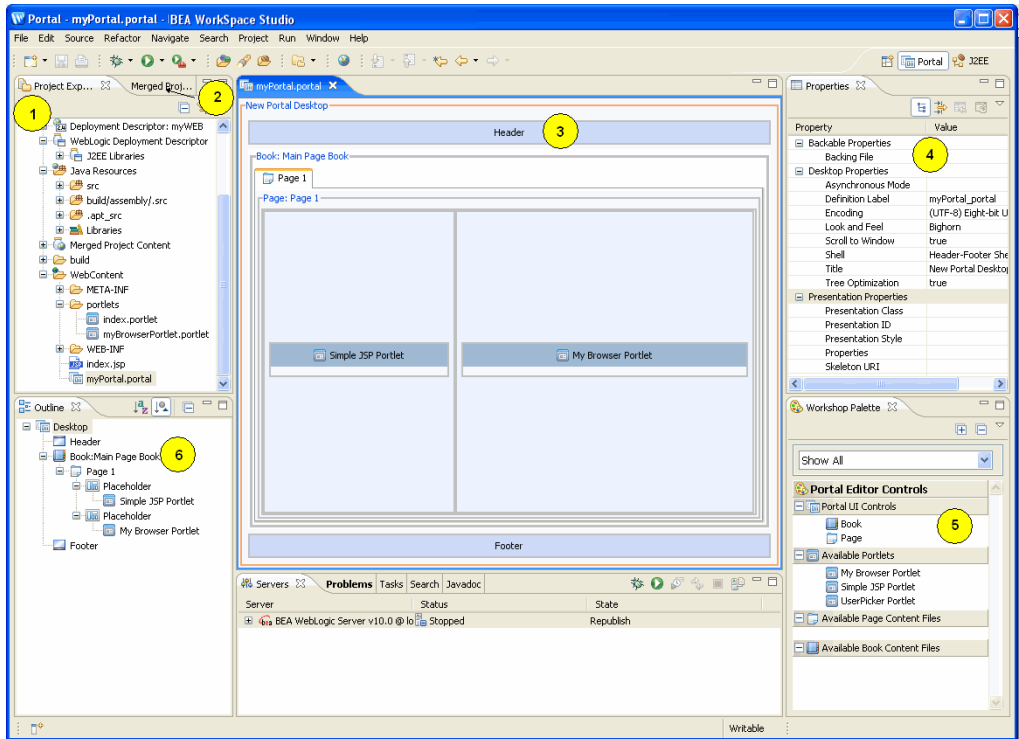 Portal - myPortal.portal - BEA WorkSpace Studio
File Edit Source Refactor Navigate Search Project Run Window Help
Portal J2EE
Project Exp... Merged Proj...
1
2
Deployment Descriptor: myWEB
WebLogic Deployment Descriptor
J2EE Libraries
Java Resources
src
build/assembly/.src
.apt_src
Libraries
Merged Project Content
build
WebContent
META-INF
portlets
index.portlet
myBrowserPortlet.portlet
WEB-INF
index.jsp
myPortal.portal
Outline
Desktop
Header
Book:Main Page Book
6
Page 1
Placeholder
Simple JSP Portlet
Placeholder
My Browser Portlet
Footer
myPortal.portal
New Portal Desktop
Header
3
Book: Main Page Book
Page 1
Page: Page 1
Simple JSP Portlet
My Browser Portlet
Footer
Servers Problems Tasks Search Javadoc
Server Status State
BEA WebLogic Server v10.0 @ lo Stopped Republish
Properties
Property Value
4
Backable Properties
Backing File
Desktop Properties
Asynchronous Mode
Definition Label myPortal_portal
Encoding (UTF-8) Eight-bit U
Look and Feel Bighorn
Scroll to Window true
Shell Header-Footer She
Title New Portal Desktop
Tree Optimization true
Presentation Properties
Presentation Class
Presentation ID
Presentation Style
Properties
Skeleton URI
Workshop Palette
Show All
Portal Editor Controls
Portal UI Controls
Book
5
Page
Available Portlets
My Browser Portlet
Simple JSP Portlet
UserPicker Portlet
Available Page Content Files
Available Book Content Files
Writable